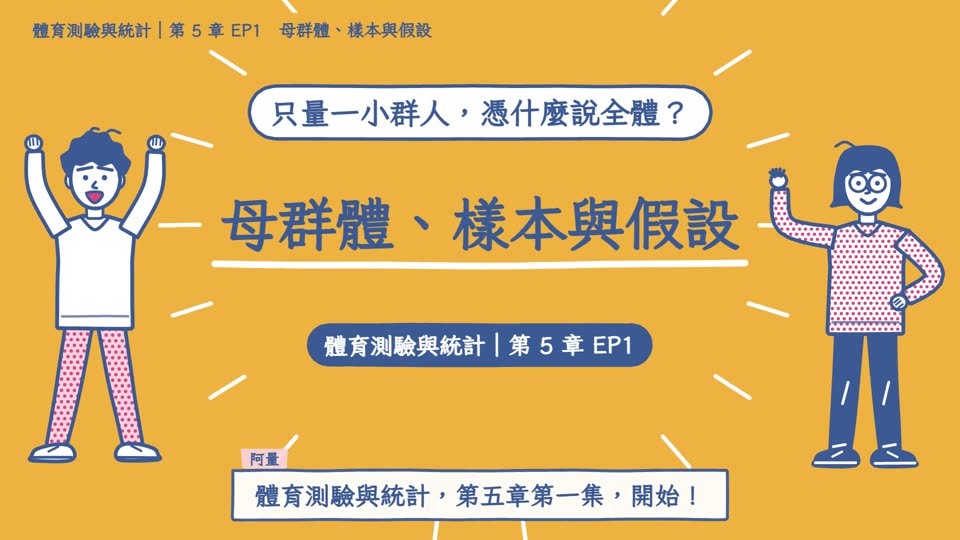 體育測驗與統計｜第 5 章 EP1　母群體、樣本與假設
只量一小群人，憑什麼說全體？
母群體、樣本與假設
體育測驗與統計｜第 5 章 EP1
阿量
體育測驗與統計，第五章第一集，開始！